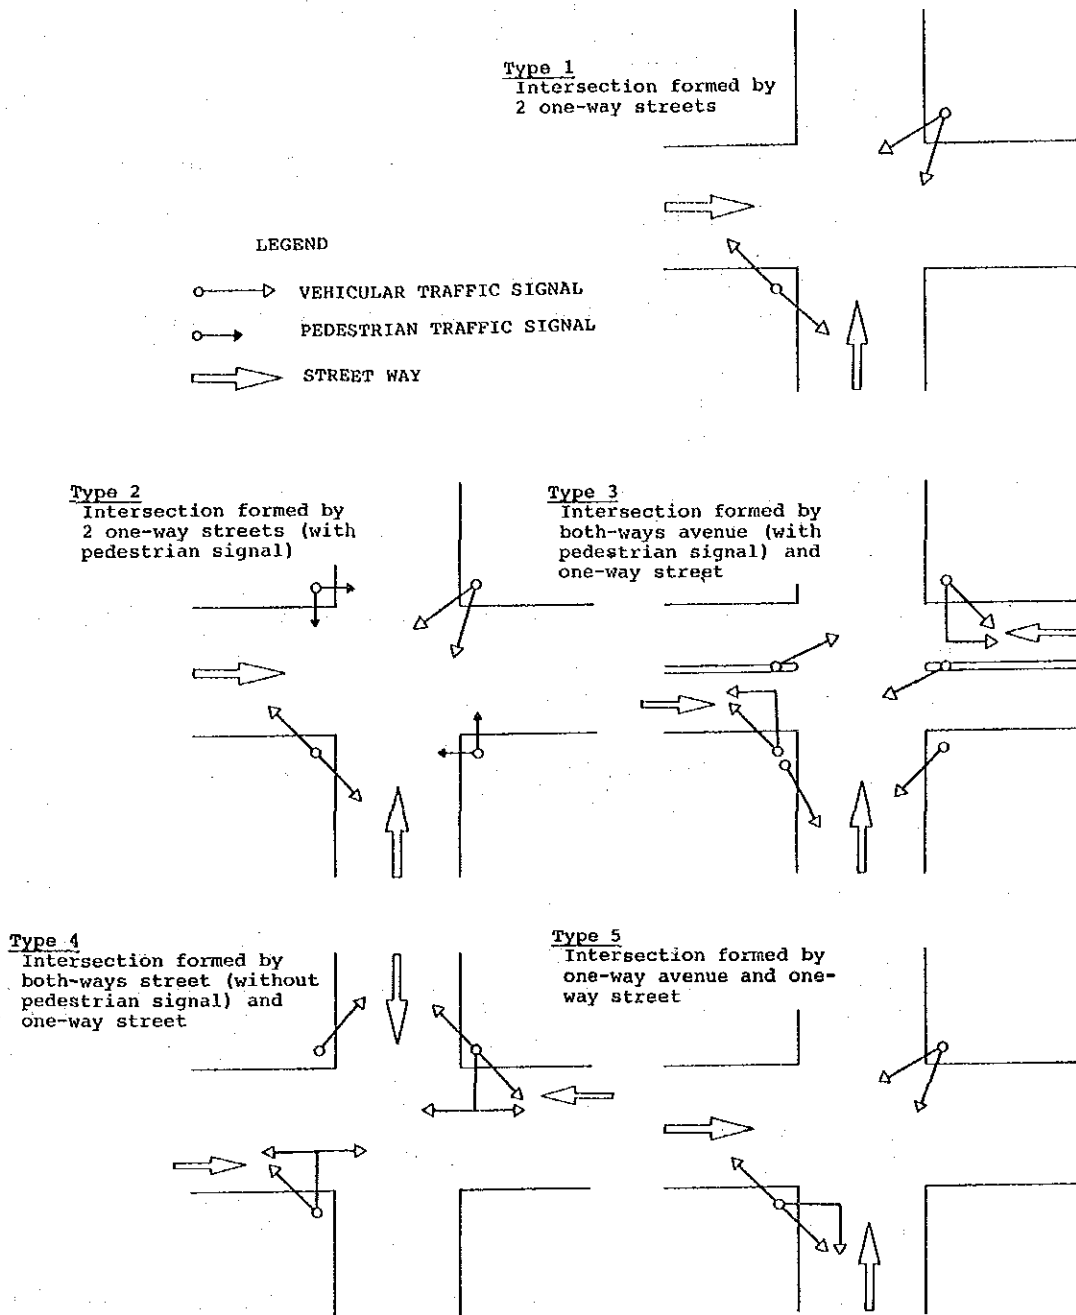 Type 1
Intersection formed by
2 one-way streets
LEGEND
VEHICULAR TRAFFIC SIGNAL
PEDESTRIAN TRAFFIC SIGNAL
STREET WAY
Type 2
Intersection formed by
2 one-way streets (with
pedestrian signal)
Type 3
Intersection formed by
both-ways avenue (with
pedestrian signal) and
one-way street
Type 4
Intersection formed by
both-ways street (without
pedestrian signal) and
one-way street
Type 5
Intersection formed by
one-way avenue and one-
way street